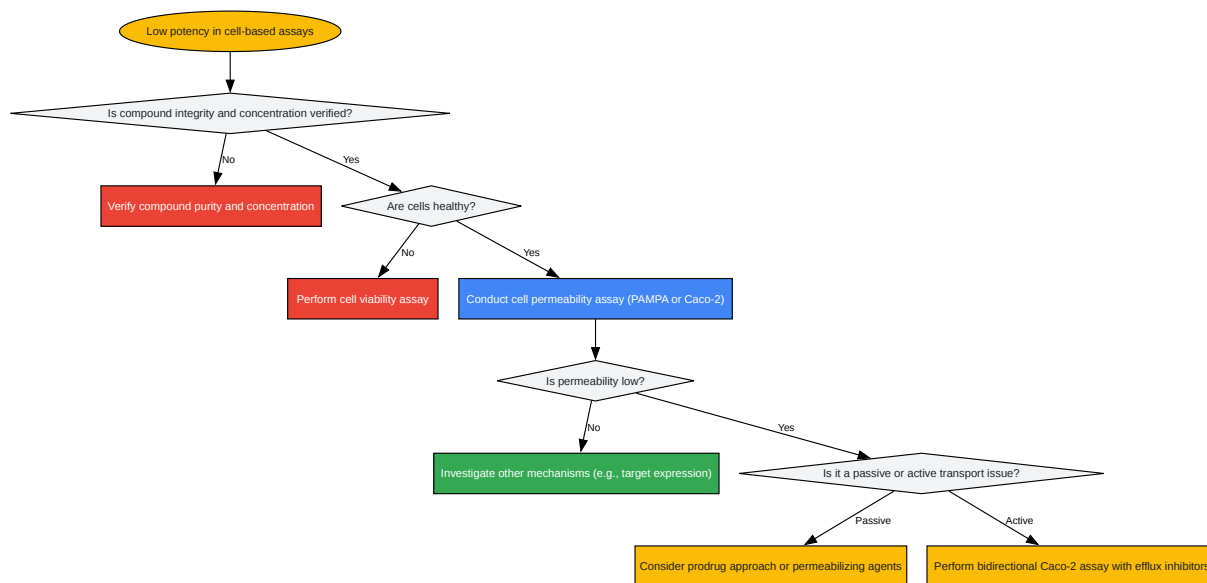 Low potency in cell-based assays
Is compound integrity and concentration verified?
No
Yes
Verify compound purity and concentration
Are cells healthy?
No
Yes
Perform cell viability assay
Conduct cell permeability assay (PAMPA or Caco-2)
Is permeability low?
No
Yes
Investigate other mechanisms (e.g., target expression)
Is it a passive or active transport issue?
Passive
Active
Consider prodrug approach or permeabilizing agents
Perform bidirectional Caco-2 assay with efflux inhibitors